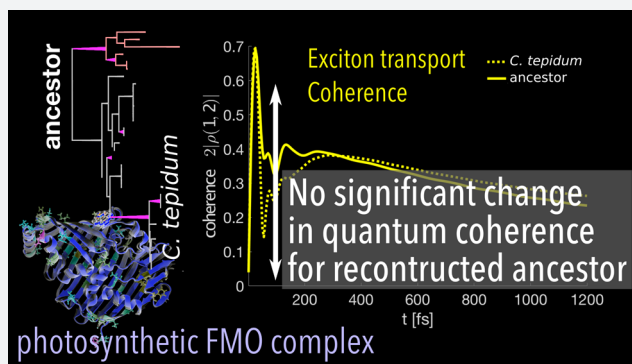 ancestor
C. tepidum
Exciton transport
Coherence
C. tepidum
ancestor
coherence 2|ρ(1,2)|
0.7
0.6
0.5
0.4
0.3
0.2
0.1
0
No significant change
in quantum coherence
for recontructed ancestor
200 400 600 800 1000 1200
t [fs]
photosynthetic FMO complex